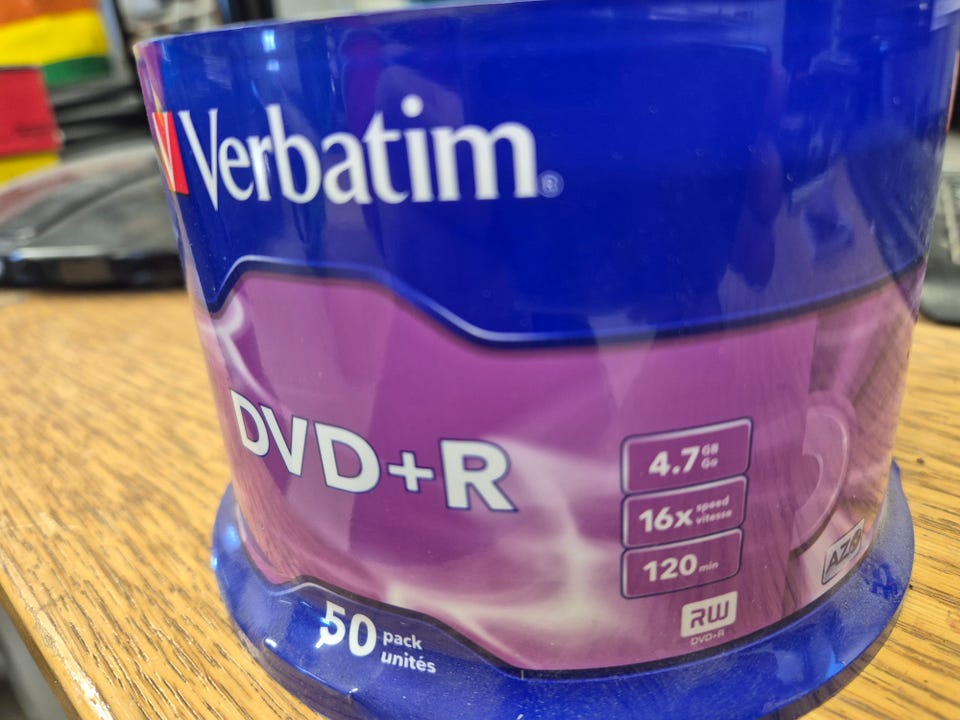 Verbatim®
DVD+R
4.7 GB
Go
16x speed
vitesse
120 min
RW
DVD+R
AZO
50 pack
unités